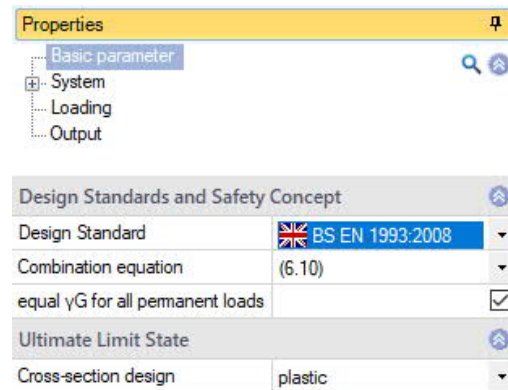 Properties
Basic parameter
System
Loading
Output
Design Standards and Safety Concept
Design Standard BS EN 1993:2008
Combination equation (6.10)
equal γG for all permanent loads
Ultimate Limit State
Cross-section design plastic